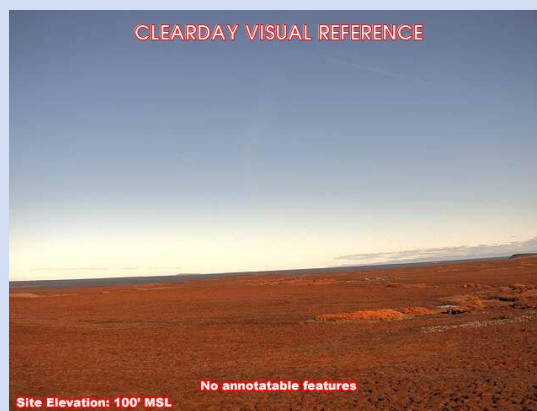 CLEARDAY VISUAL REFERENCE
No annotatable features
Site Elevation: 100' MSL